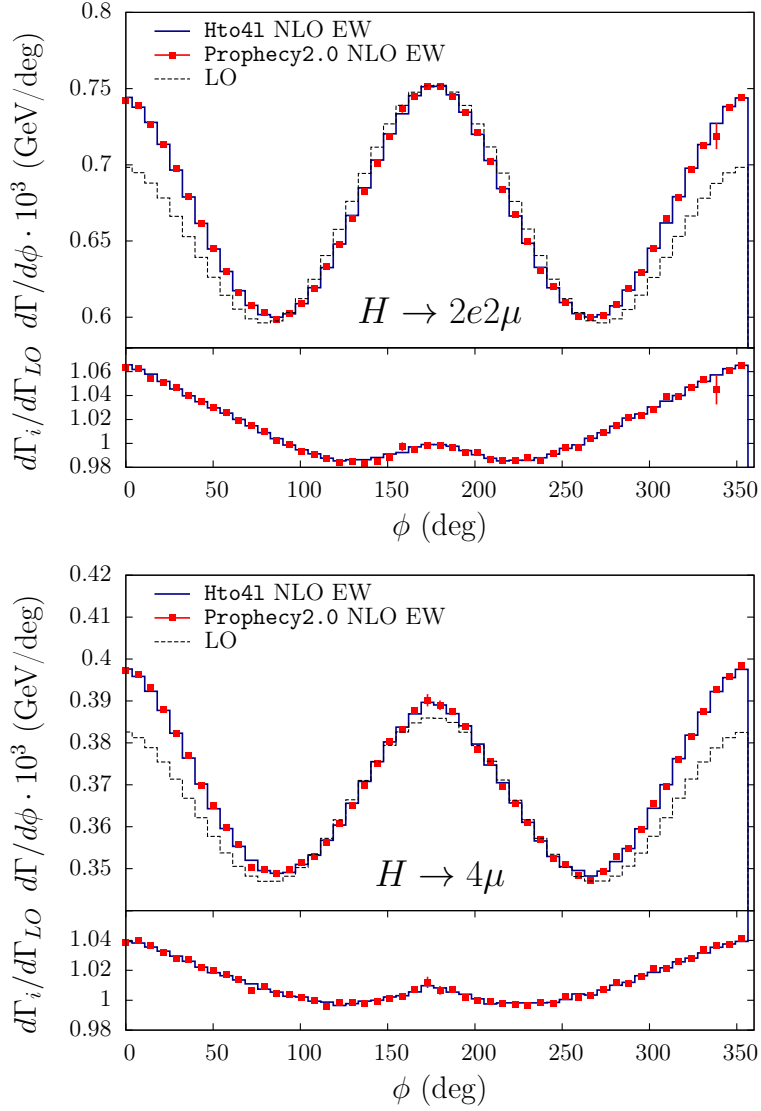 dΓ/dϕ · 10³ (GeV/deg)
0.8
0.75
0.7
0.65
0.6
Hto4l NLO EW
Prophecy2.0 NLO EW
LO
H → 2e2μ
dΓᵢ/dΓ_LO
1.06
1.04
1.02
1
0.98
0 50 100 150 200 250 300 350
ϕ (deg)
dΓ/dϕ · 10³ (GeV/deg)
0.42
0.41
0.4
0.39
0.38
0.37
0.36
0.35
Hto4l NLO EW
Prophecy2.0 NLO EW
LO
H → 4μ
dΓᵢ/dΓ_LO
1.04
1.02
1
0.98
0 50 100 150 200 250 300 350
ϕ (deg)